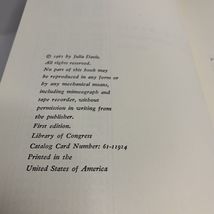 © 1961 by Julia Davis.
All rights reserved.
No part of this book may
be reproduced in any form or
by any mechanical means,
including mimeograph and
tape recorder, without
permission in writing from
the publisher.
First edition.
Library of Congress
Catalog Card Number: 61-11924
Printed in the
United States of America